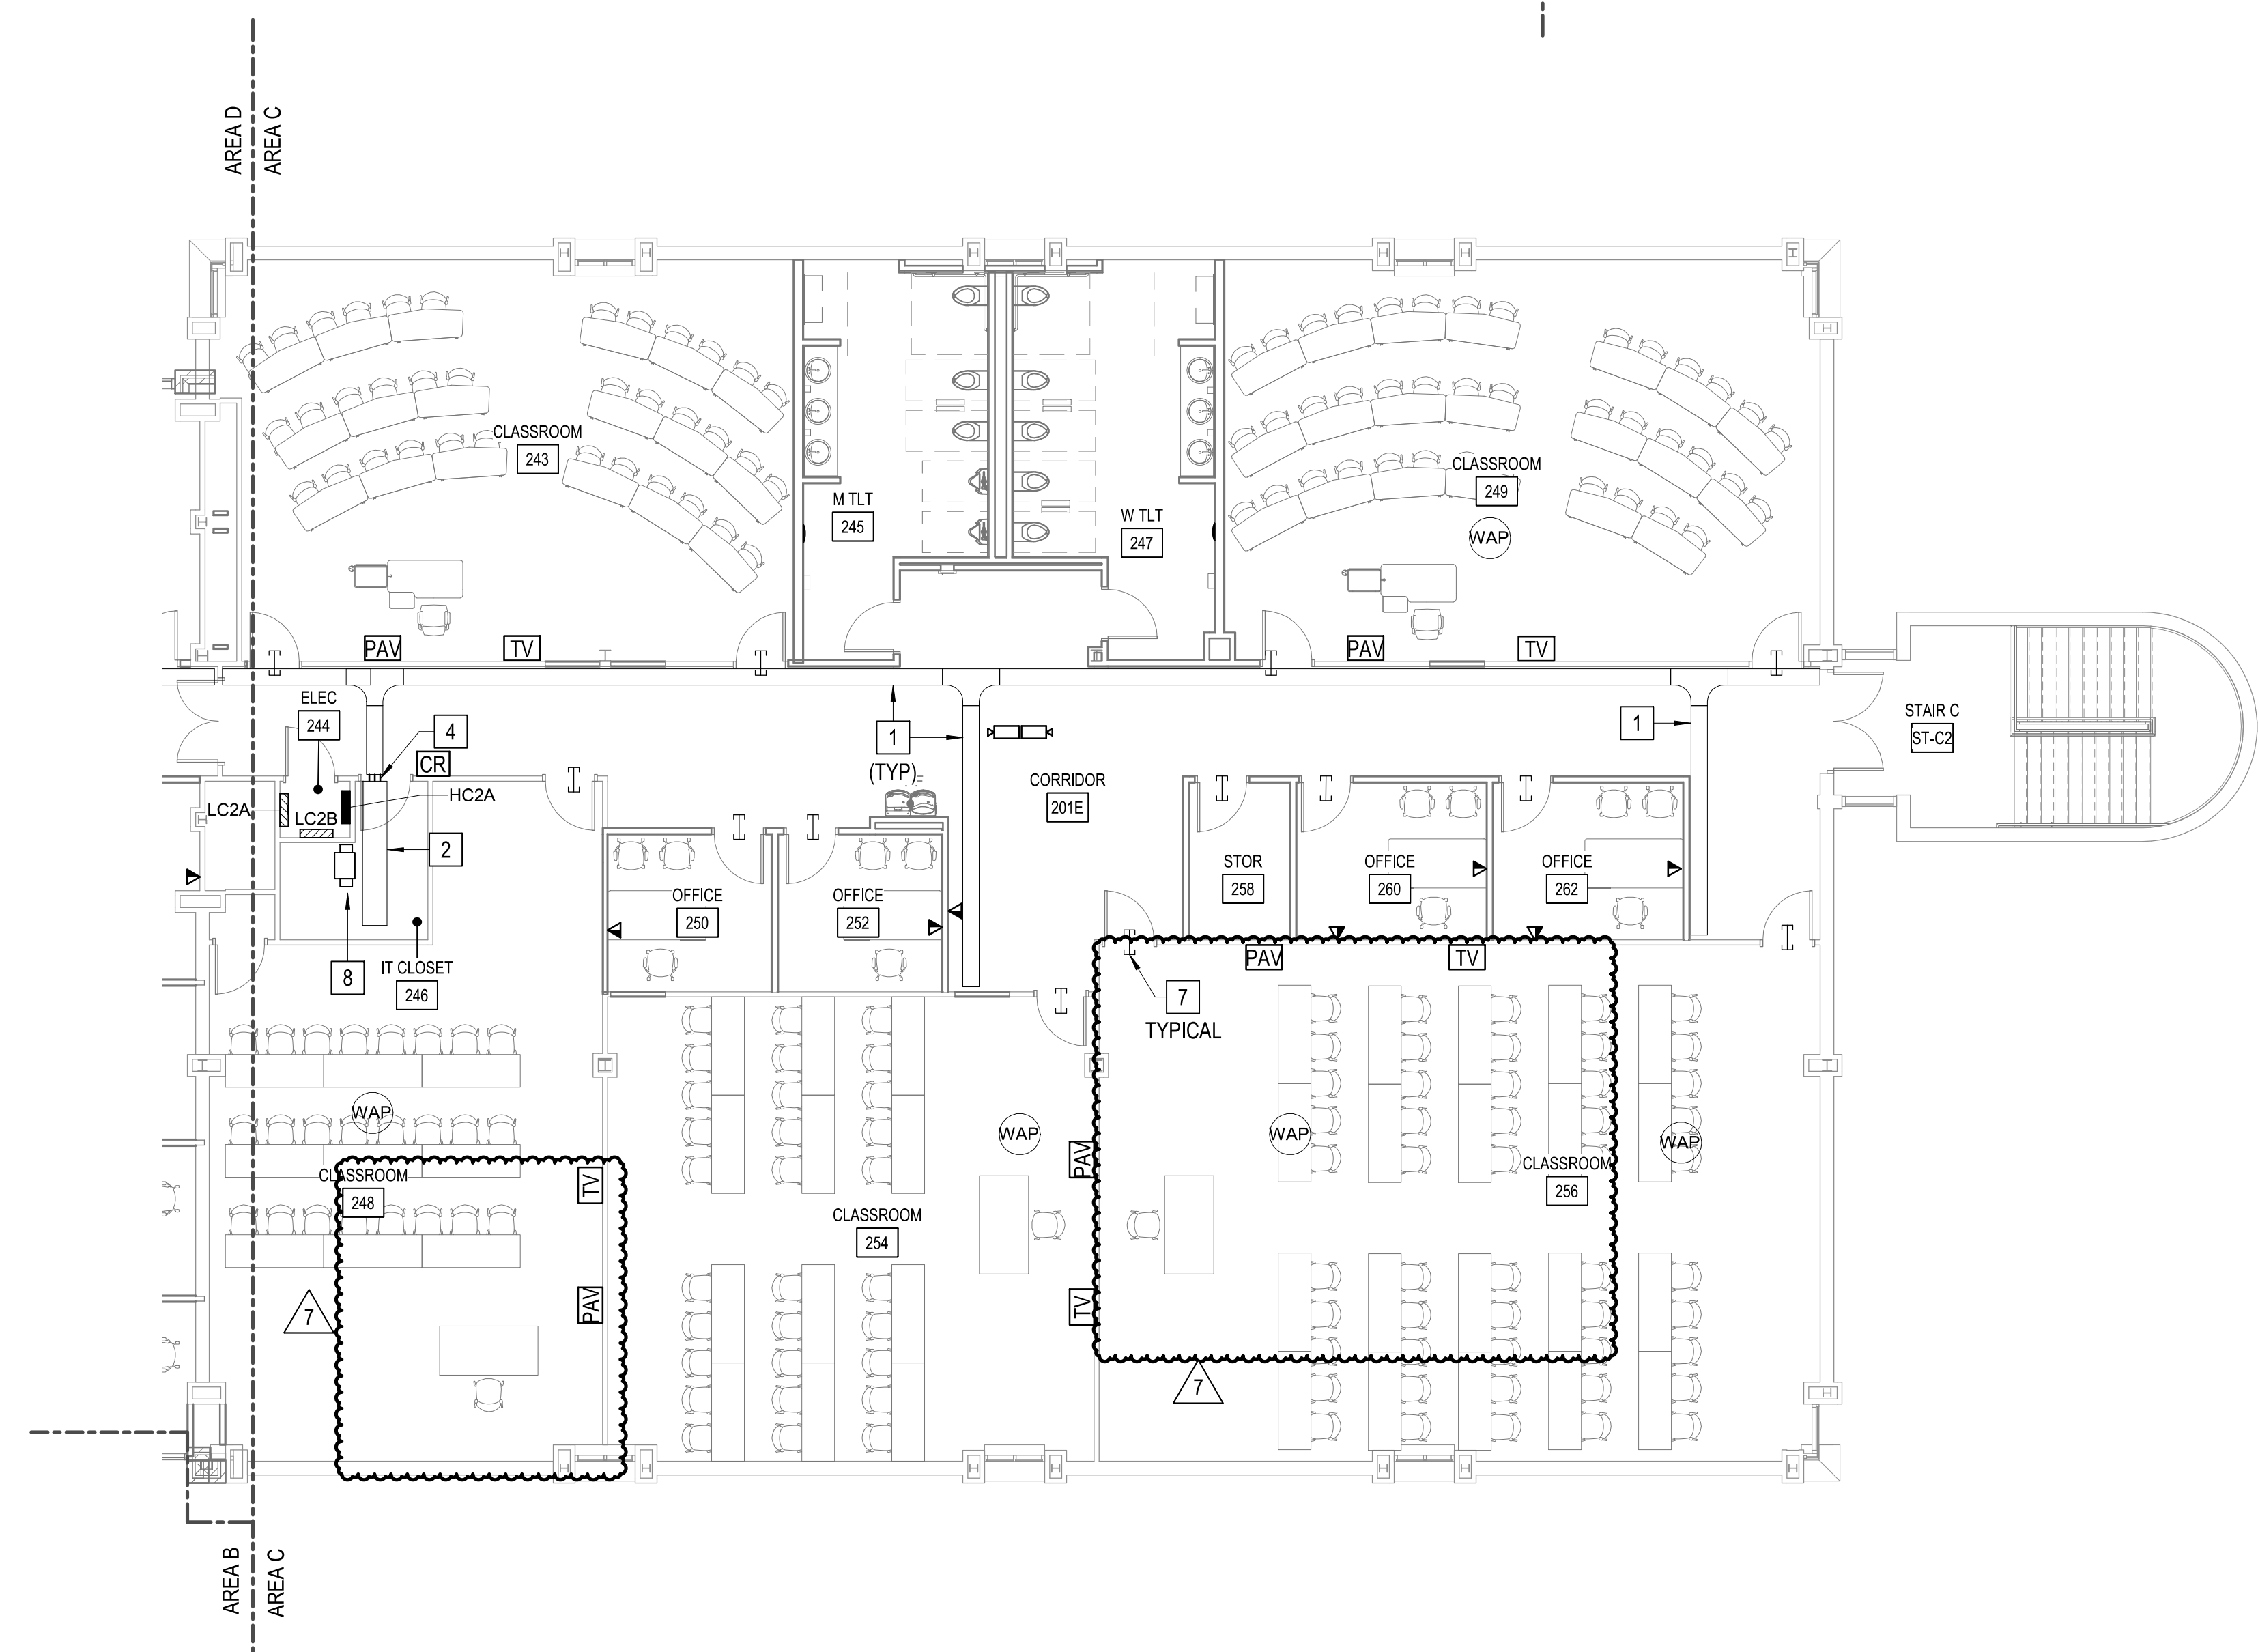 AREA D
AREA C
CLASSROOM
243
M TLT
245
W TLT
247
CLASSROOM
249
WAP
PAV
TV
PAV
TV
ELEC
244
4
CR
1
(TYP)
1
STAIR C
ST-C2
CORRIDOR
201E
LC2A
LC2B
HC2A
2
8
IT CLOSET
246
OFFICE
250
OFFICE
252
STOR
258
OFFICE
260
OFFICE
262
PAV
TV
7
TYPICAL
WAP
WAP
WAP
WAP
PAV
TV
CLASSROOM
248
TV
PAV
CLASSROOM
254
CLASSROOM
256
7
7
AREA B
AREA C